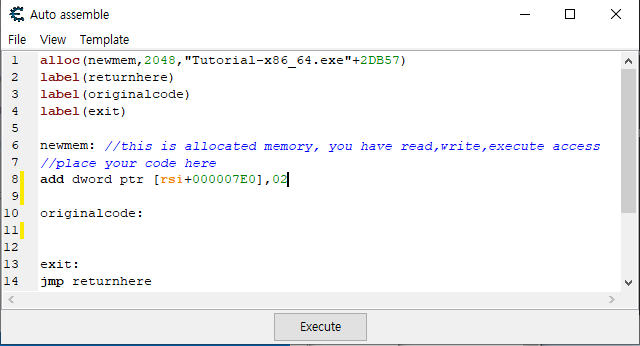 Auto assemble
File View Template
1 alloc(newmem,2048,"Tutorial-x86_64.exe"+2DB57)
2 label(returnhere)
3 label(originalcode)
4 label(exit)
5
6 newmem: //this is allocated memory, you have read,write,execute access
7 //place your code here
8 add dword ptr [rsi+000007E0],02
9
10 originalcode:
11
12
13 exit:
14 jmp returnhere
Execute